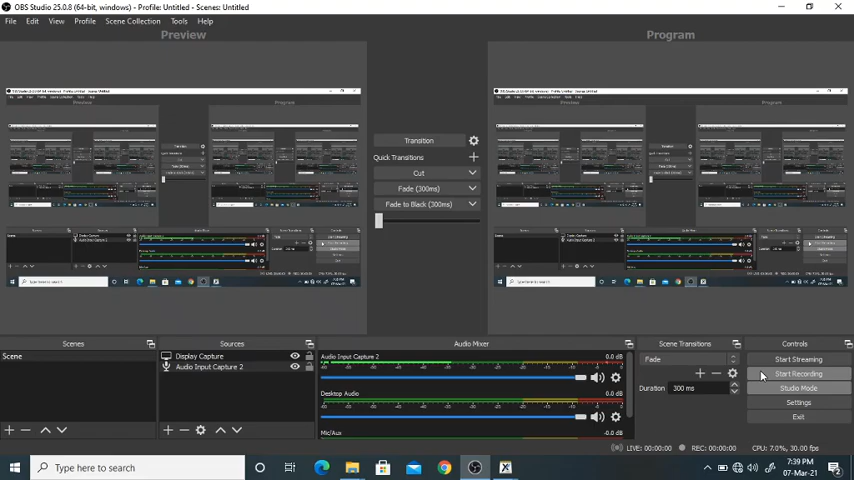 OBS Studio 25.0.8 (64-bit, windows) - Profile: Untitled - Scenes: Untitled
File Edit View Profile Scene Collection Tools Help
Preview
Program
Transition
Quick Transitions
Cut
Fade (300ms)
Fade to Black (300ms)
Scenes
Scene
Sources
Display Capture
Audio Input Capture 2
Audio Mixer
Audio Input Capture 2 0.0 dB
Desktop Audio 0.0 dB
Mic/Aux -0.0 dB
Scene Transitions
Fade
Duration 300 ms
Controls
Start Streaming
Start Recording
Studio Mode
Settings
Exit
LIVE: 00:00:00 REC: 00:00:00 CPU: 7.0%, 30.00 fps
Type here to search
7:39 PM
07-Mar-21
2